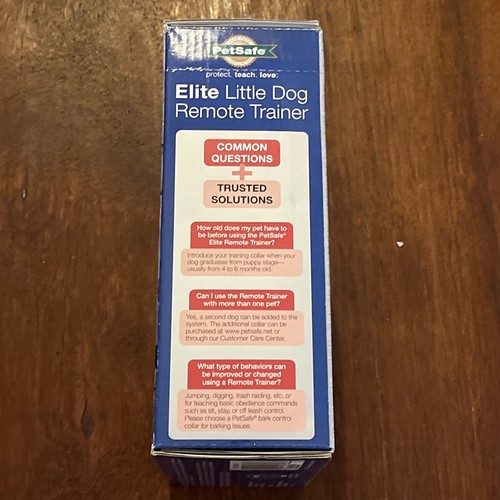 PetSafe
protect. teach. love.
Elite Little Dog
Remote Trainer
COMMON
QUESTIONS
+
TRUSTED
SOLUTIONS
How old does my pet have to
be before using the PetSafe®
Elite Remote Trainer?
Introduce your training collar when your
dog graduates from puppy stage—
usually from 4 to 6 months old.
Can I use the Remote Trainer
with more than one pet?
Yes, a second dog can be added to the
system. The additional collar can be
purchased at www.petsafe.net or
through our Customer Care Center.
What type of behaviors can
be improved or changed
using a Remote Trainer?
Jumping, digging, trash raiding, etc. or
for teaching basic obedience commands
such as sit, stay, or off leash control.
Please choose a PetSafe® bark control
collar for barking issues.